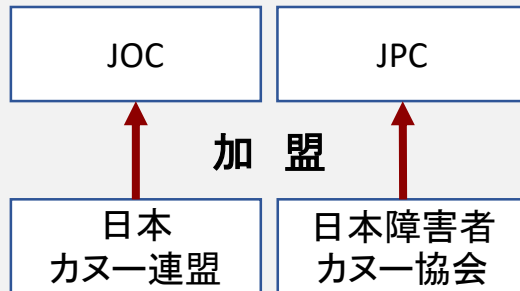 JOC
JPC
加 盟
日本
カヌー連盟
日本障害者
カヌー協会